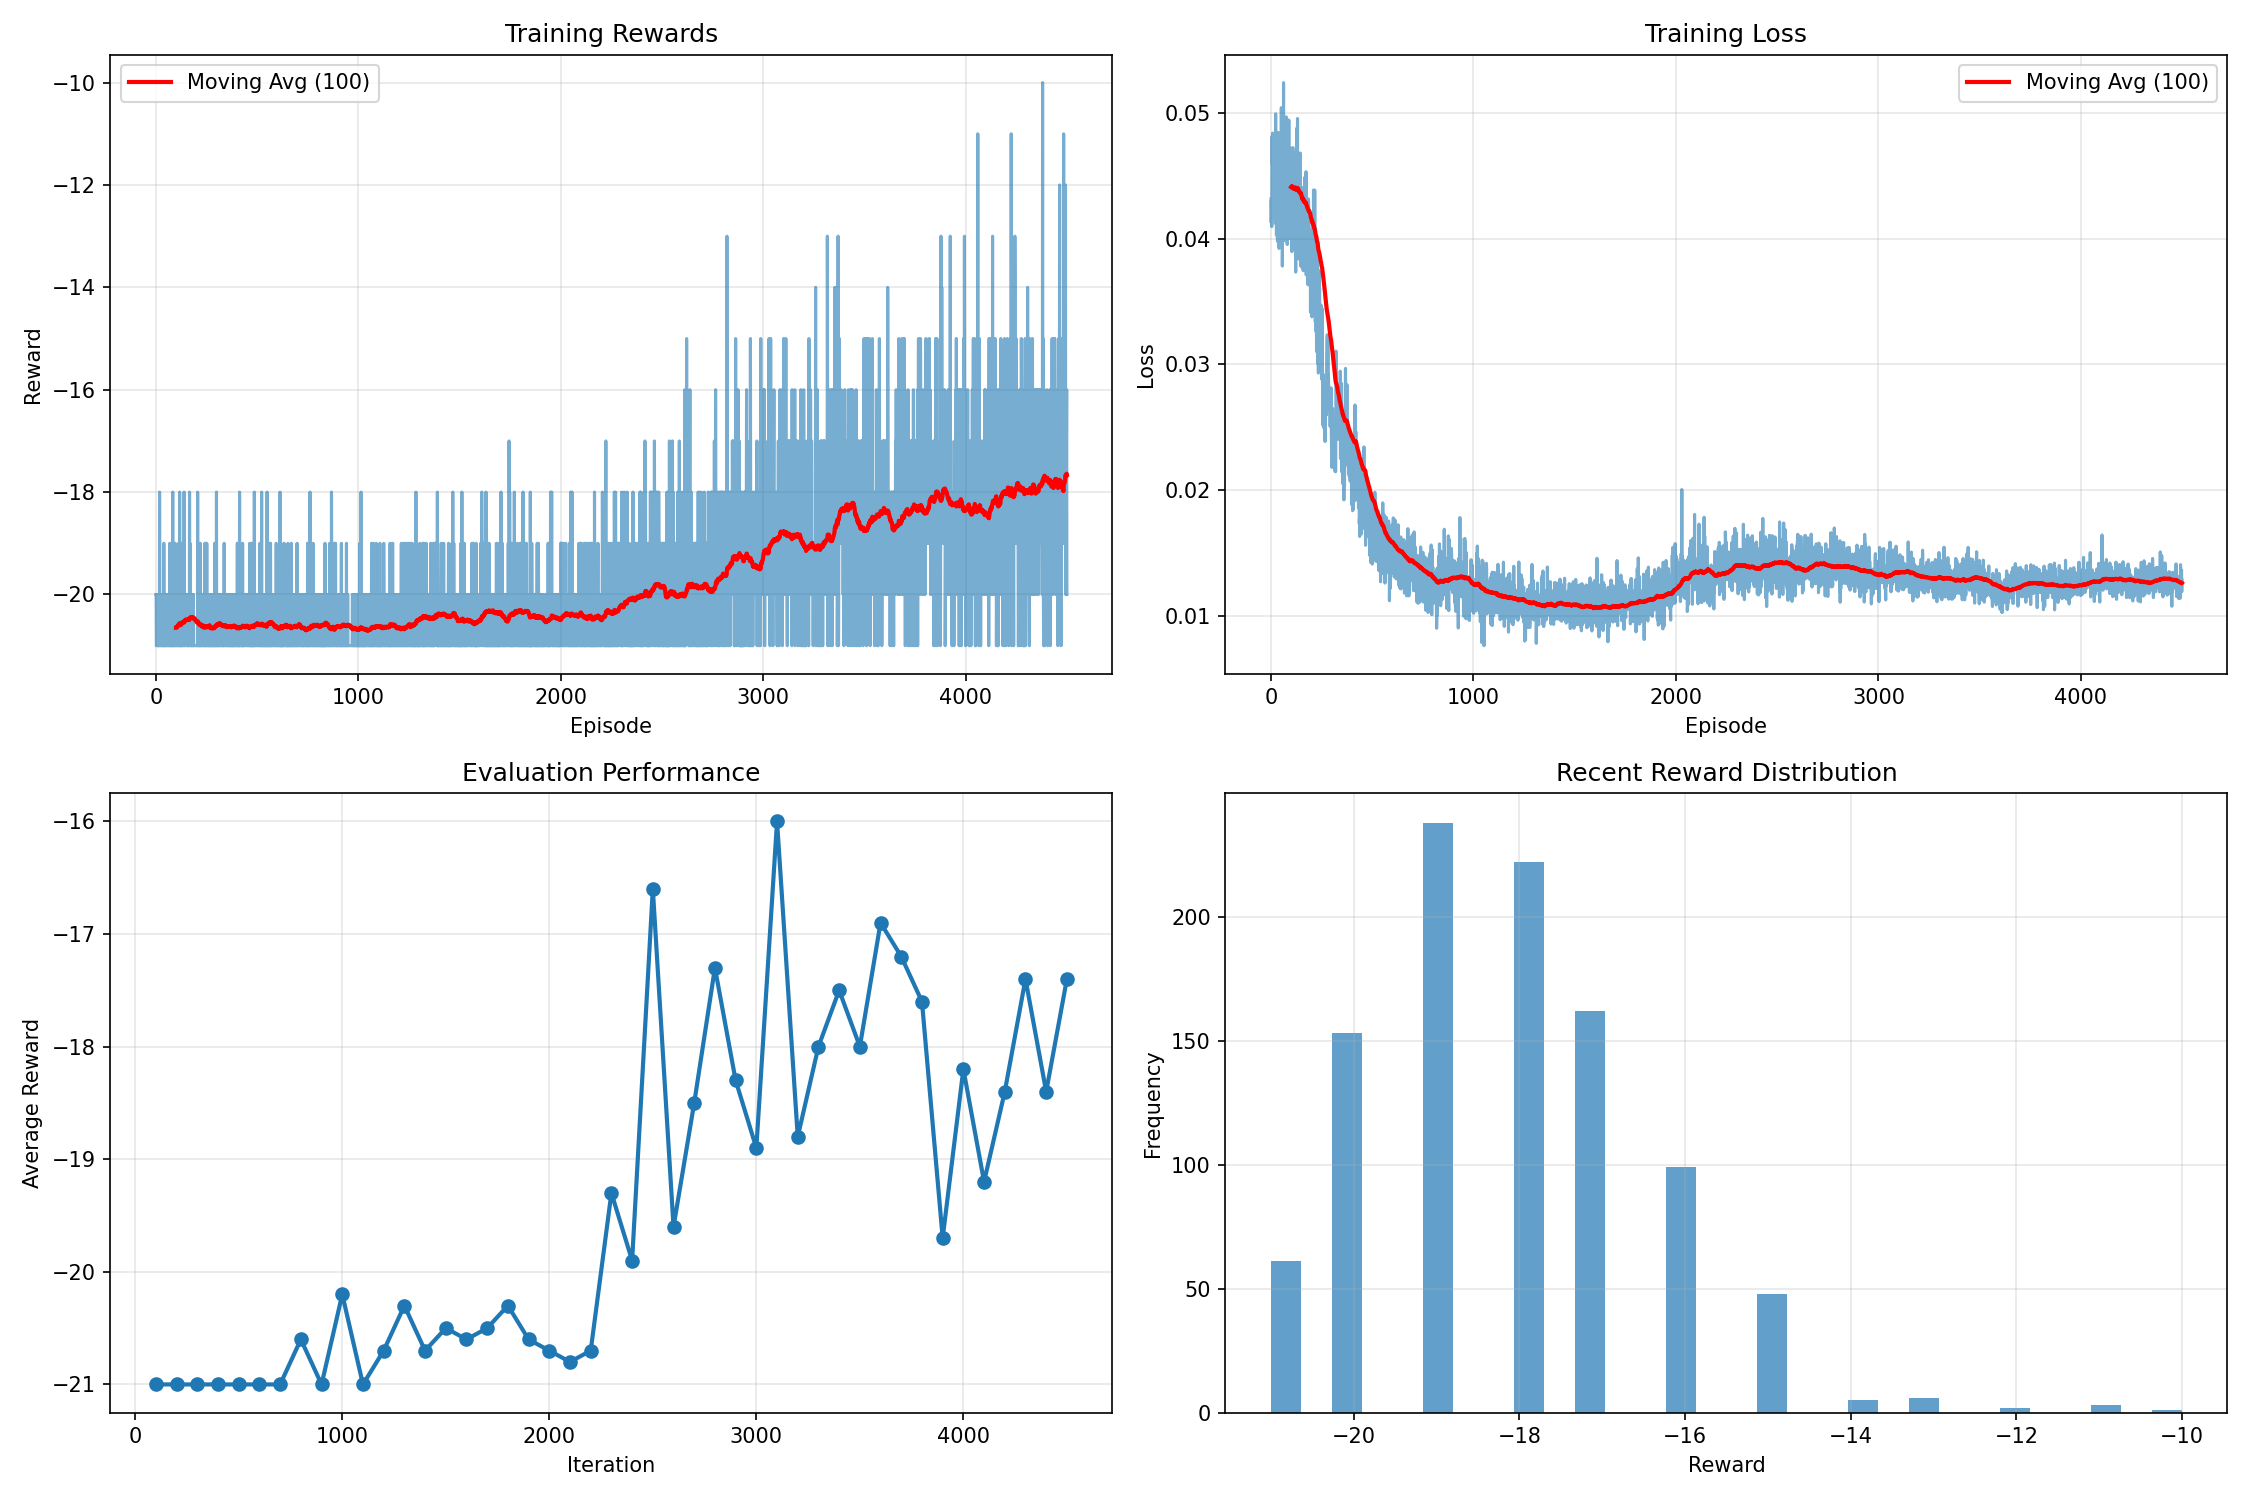 Training Rewards
Moving Avg (100)
−10
−12
−14
−16
−18
−20
Reward
0 1000 2000 3000 4000
Episode
Training Loss
Moving Avg (100)
0.05
0.04
0.03
0.02
0.01
Loss
0 1000 2000 3000 4000
Episode
Evaluation Performance
−16
−17
−18
−19
−20
−21
Average Reward
0 1000 2000 3000 4000
Iteration
Recent Reward Distribution
200
150
100
50
0
Frequency
−20 −18 −16 −14 −12 −10
Reward